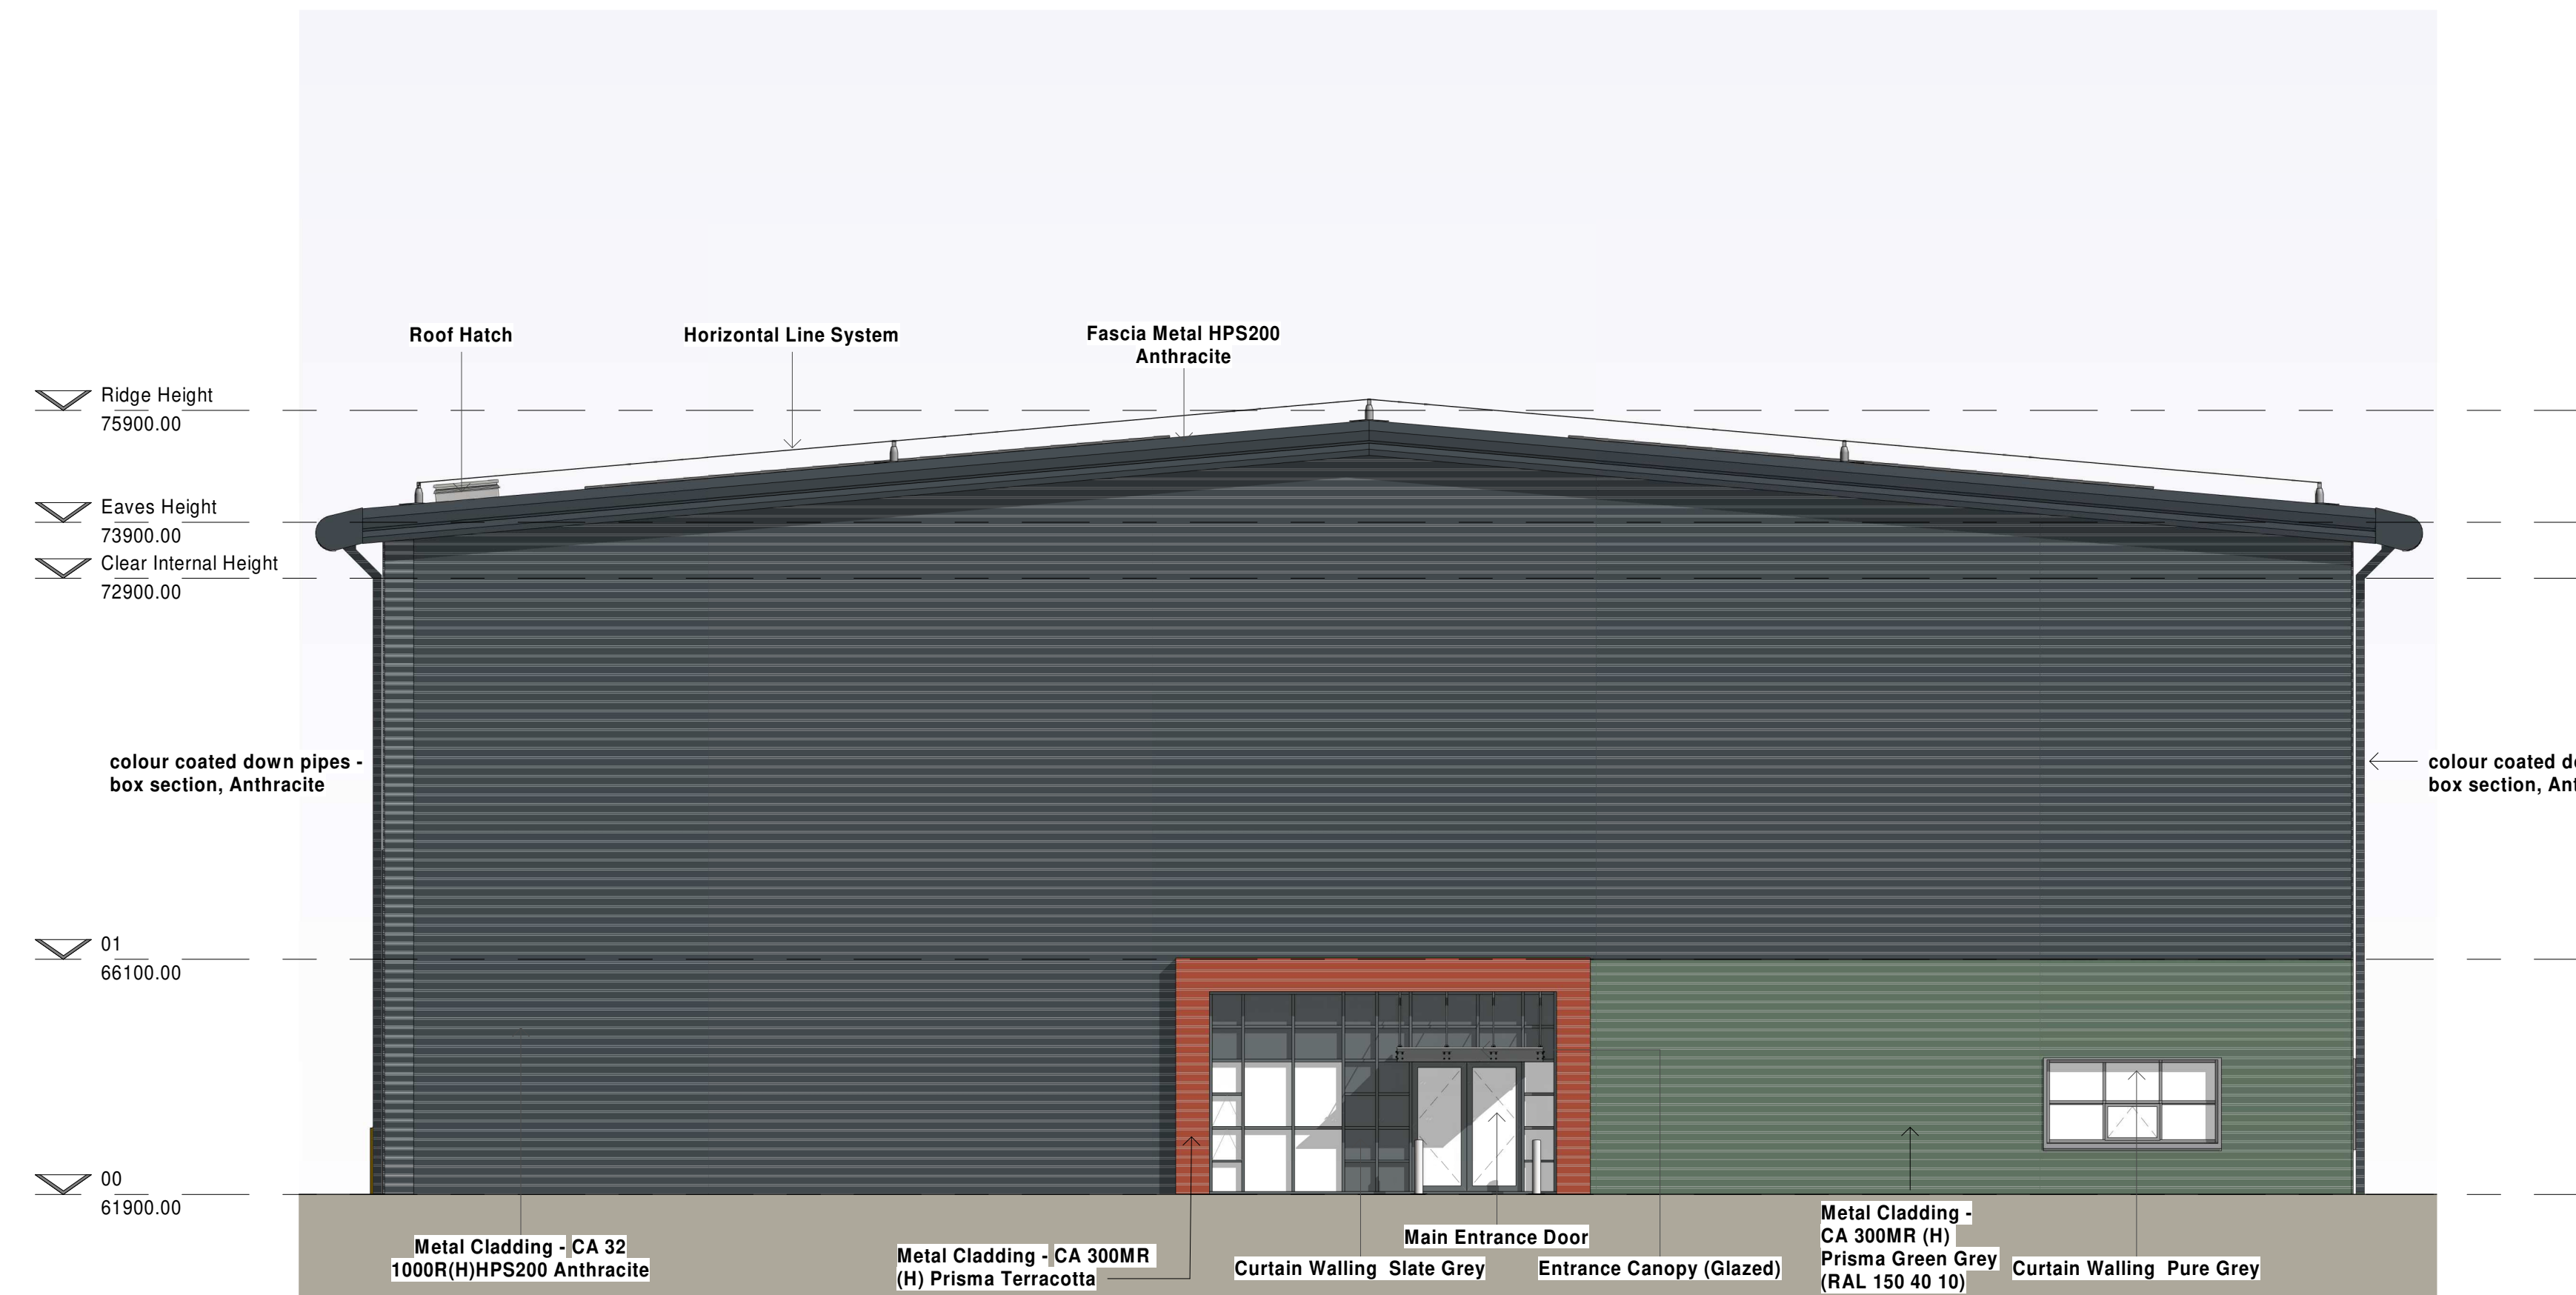 Roof Hatch
Horizontal Line System
Fascia Metal HPS200
Anthracite
Ridge Height
75900.00
Eaves Height
73900.00
Clear Internal Height
72900.00
colour coated down pipes -
box section, Anthracite
colour coated
box section,
01
66100.00
00
61900.00
Metal Cladding - CA 32
1000R(H)HPS200 Anthracite
Metal Cladding - CA 300MR
(H) Prisma Terracotta
Curtain Walling Slate Grey
Main Entrance Door
Entrance Canopy (Glazed)
Metal Cladding -
CA 300MR (H)
Prisma Green Grey
(RAL 150 40 10)
Curtain Walling Pure Grey